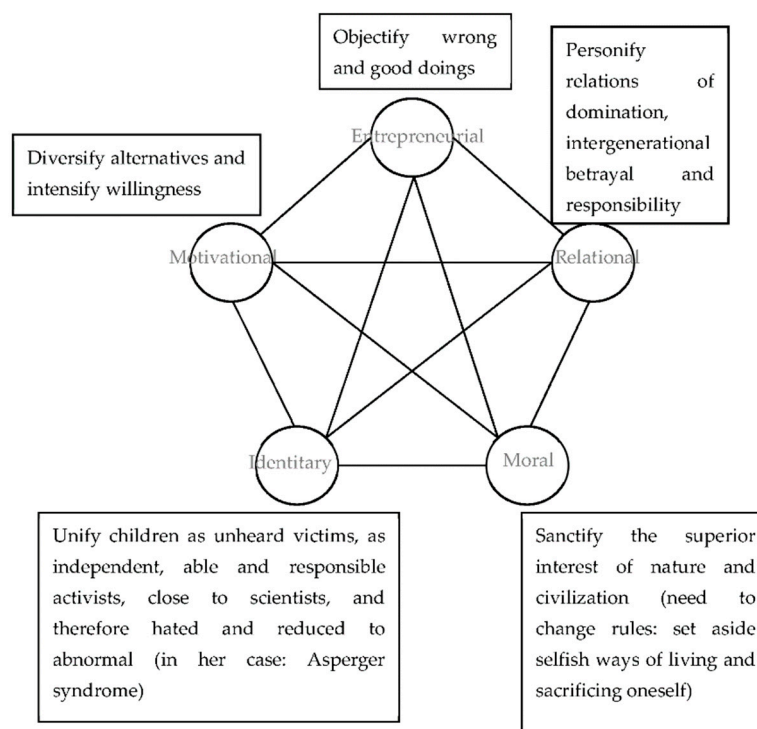 Objectify wrong
and good doings
Personify
relations of
domination,
intergenerational
betrayal and
responsibility
Entrepreneurial
Diversify alternatives and
intensify willingness
Motivational
Relational
Identitary
Moral
Unify children as unheard victims, as
independent, able and responsible
activists, close to scientists, and
therefore hated and reduced to
abnormal (in her case: Asperger
syndrome)
Sanctify the superior
interest of nature and
civilization (need to
change rules: set aside
selfish ways of living and
sacrificing oneself)